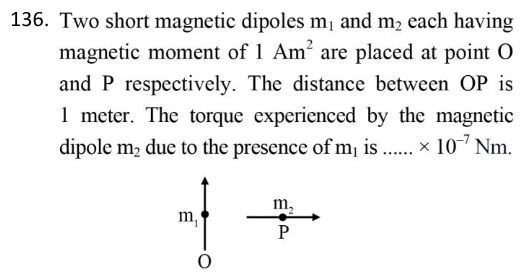 136. Two short magnetic dipoles m₁ and m₂ each having
magnetic moment of 1 Am² are placed at point O
and P respectively. The distance between OP is
1 meter. The torque experienced by the magnetic
dipole m₂ due to the presence of m₁ is ...... × 10⁻⁷ Nm.
m₁ m₂
P
O